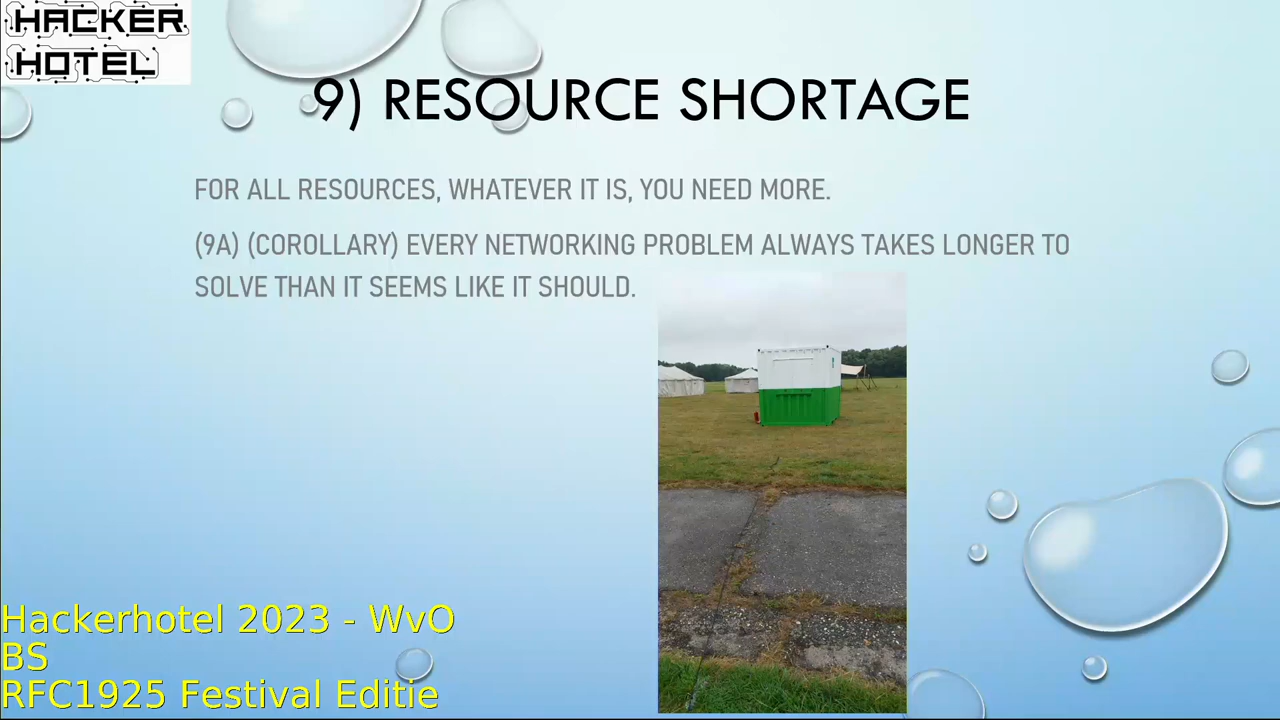 HACKER
HOTEL
9) RESOURCE SHORTAGE
FOR ALL RESOURCES, WHATEVER IT IS, YOU NEED MORE.
(9A) (COROLLARY) EVERY NETWORKING PROBLEM ALWAYS TAKES LONGER TO
SOLVE THAN IT SEEMS LIKE IT SHOULD.
Hackerhotel 2023 - WvO
BS
RFC1925 Festival Editie